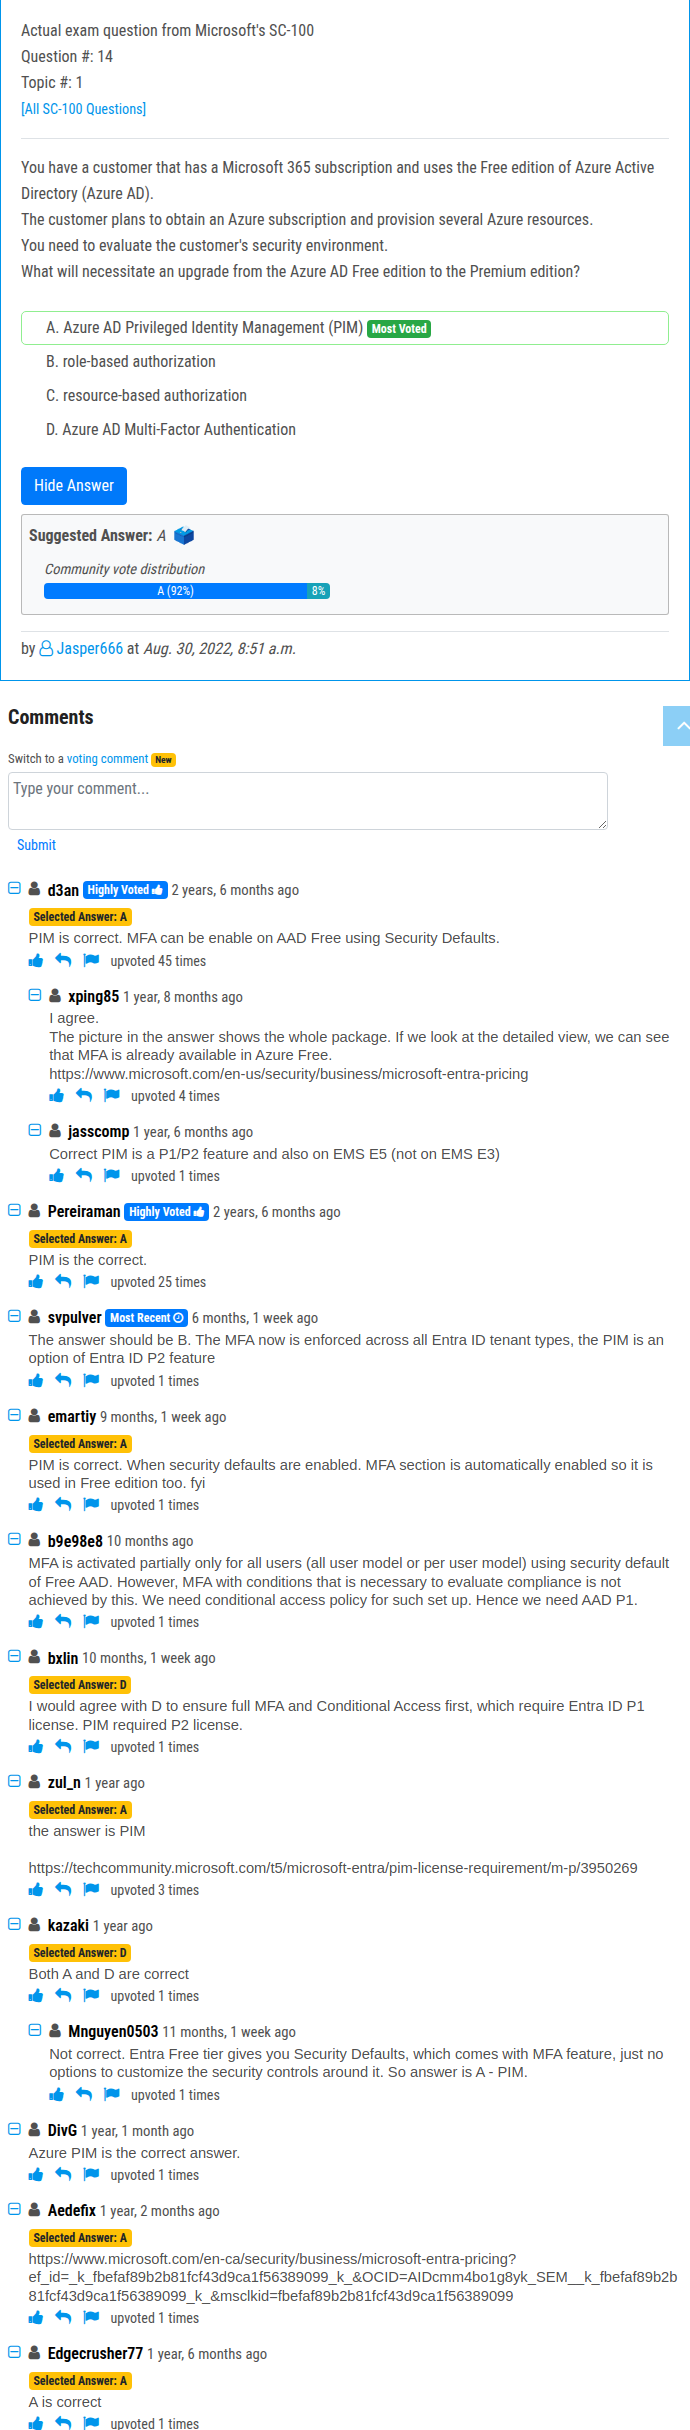 Actual exam question from Microsoft's SC-100
Question #: 14
Topic #: 1
[All SC-100 Questions]
You have a customer that has a Microsoft 365 subscription and uses the Free edition of Azure Active
Directory (Azure AD).
The customer plans to obtain an Azure subscription and provision several Azure resources.
You need to evaluate the customer's security environment.
What will necessitate an upgrade from the Azure AD Free edition to the Premium edition?
A. Azure AD Privileged Identity Management (PIM) Most Voted
B. role-based authorization
C. resource-based authorization
D. Azure AD Multi-Factor Authentication
Hide Answer
Suggested Answer: A
Community vote distribution
A (92%) 8%
by Jasper666 at Aug. 30, 2022, 8:51 a.m.
Comments
Switch to a voting comment New
Type your comment...
Submit
d3an Highly Voted 2 years, 6 months ago
Selected Answer: A
PIM is correct. MFA can be enable on AAD Free using Security Defaults.
upvoted 45 times
xping85 1 year, 8 months ago
I agree.
The picture in the answer shows the whole package. If we look at the detailed view, we can see
that MFA is already available in Azure Free.
https://www.microsoft.com/en-us/security/business/microsoft-entra-pricing
upvoted 4 times
jasscomp 1 year, 6 months ago
Correct PIM is a P1/P2 feature and also on EMS E5 (not on EMS E3)
upvoted 1 times
Pereiraman Highly Voted 2 years, 6 months ago
Selected Answer: A
PIM is the correct.
upvoted 25 times
svpulver Most Recent 6 months, 1 week ago
The answer should be B. The MFA now is enforced across all Entra ID tenant types, the PIM is an
option of Entra ID P2 feature
upvoted 1 times
emartiy 9 months, 1 week ago
Selected Answer: A
PIM is correct. When security defaults are enabled. MFA section is automatically enabled so it is
used in Free edition too. fyi
upvoted 1 times
b9e98e8 10 months ago
MFA is activated partially only for all users (all user model or per user model) using security default
of Free AAD. However, MFA with conditions that is necessary to evaluate compliance is not
achieved by this. We need conditional access policy for such set up. Hence we need AAD P1.
upvoted 1 times
bxlin 10 months, 1 week ago
Selected Answer: D
I would agree with D to ensure full MFA and Conditional Access first, which require Entra ID P1
license. PIM required P2 license.
upvoted 1 times
zul_n 1 year ago
Selected Answer: A
the answer is PIM
https://techcommunity.microsoft.com/t5/microsoft-entra/pim-license-requirement/m-p/3950269
upvoted 3 times
kazaki 1 year ago
Selected Answer: D
Both A and D are correct
upvoted 1 times
Mnguyen0503 11 months, 1 week ago
Not correct. Entra Free tier gives you Security Defaults, which comes with MFA feature, just no
options to customize the security controls around it. So answer is A - PIM.
upvoted 1 times
DivG 1 year, 1 month ago
Azure PIM is the correct answer.
upvoted 1 times
Aedefix 1 year, 2 months ago
Selected Answer: A
https://www.microsoft.com/en-ca/security/business/microsoft-entra-pricing?
ef_id=_k_fbefaf89b2b81fcf43d9ca1f56389099_k_&OCID=AIDcmm4bo1g8yk_SEM__k_fbefaf89b2b
81fcf43d9ca1f56389099_k_&msclkid=fbefaf89b2b81fcf43d9ca1f56389099
upvoted 1 times
Edgecrusher77 1 year, 6 months ago
Selected Answer: A
A is correct
upvoted 1 times